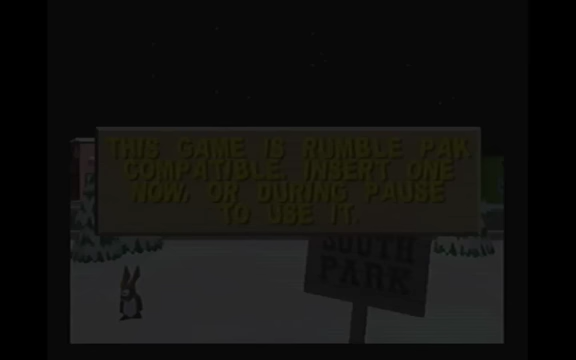 THIS GAME IS RUMBLE PAK
COMPATIBLE. INSERT ONE
NOW, OR DURING PAUSE
TO USE IT.
SOUTH
PARK